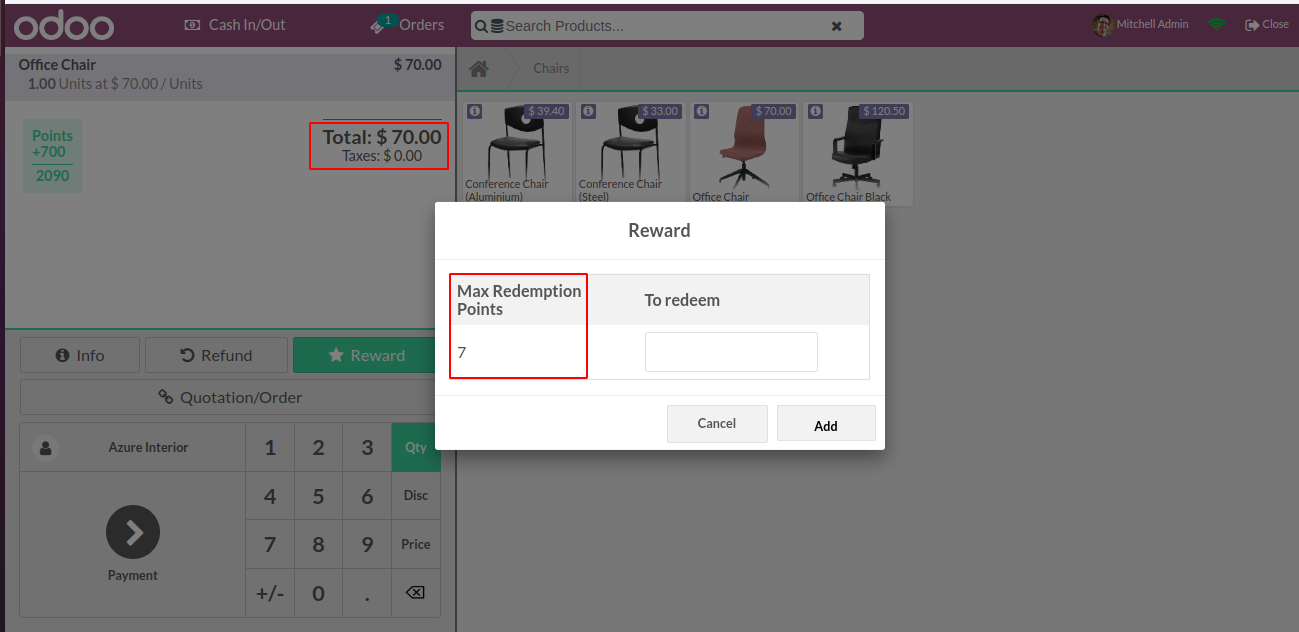 odoo
Cash In/Out
1
Orders
Search Products...
Mitchell Admin
Close
Office Chair
$ 70.00
1.00 Units at $ 70.00 / Units
Points
+700
2090
Total: $ 70.00
Taxes: $ 0.00
Chairs
$ 39.40
Conference Chair
(Aluminium)
$ 33.00
Conference Chair
(Steel)
$ 70.00
Office Chair
$ 120.50
Office Chair Black
Reward
Max Redemption
Points
To redeem
7
Cancel
Add
Info
Refund
Reward
Quotation/Order
Azure Interior
1 2 3 Qty
4 5 6 Disc
7 8 9 Price
+/- 0 .
Payment